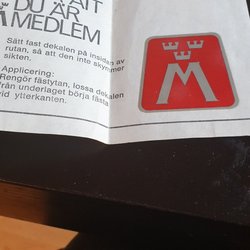 ATT
DU ÄR
MEDLEM
Sätt fast dekalen på insidan av
rutan, så att den inte skymmer
sikten.
Applicering:
Rengör fästytan, lossa dekalen
från underlaget börja fästa
vid ytterkanten.
M